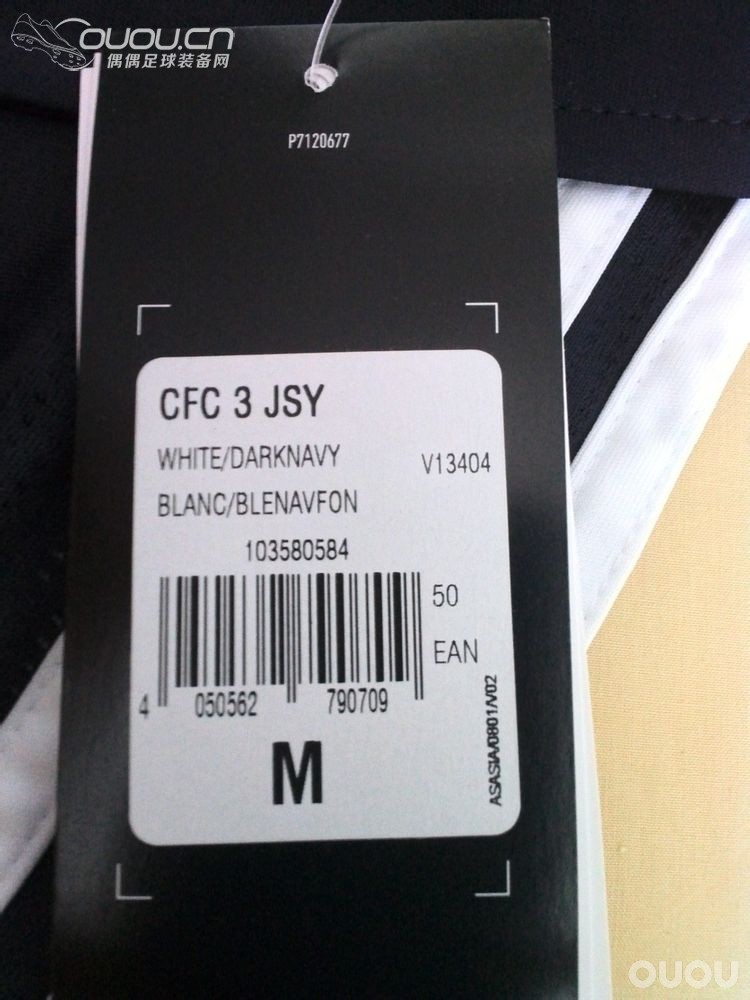 OUOU.CN
偶偶足球装备网
P7120677
CFC 3 JSY
WHITE/DARKNAVY
V13404
BLANC/BLENAVFON
103580584
50
EAN
4 050562 790709
M
ASASIA/0801/V02
OUOU